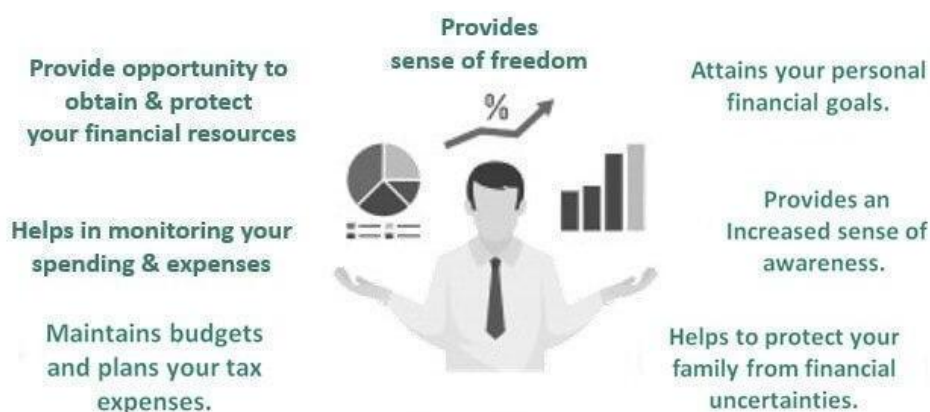 Provides
sense of freedom
Provide opportunity to
obtain & protect
your financial resources
Attains your personal
financial goals.
%
Helps in monitoring your
spending & expenses
Provides an
Increased sense of
awareness.
Maintains budgets
and plans your tax
expenses.
Helps to protect your
family from financial
uncertainties.